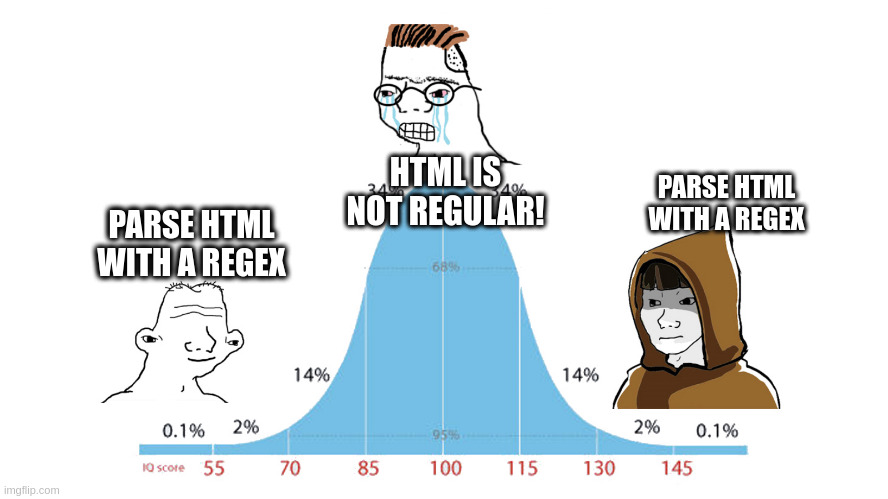 HTML IS
NOT REGULAR!
PARSE HTML
WITH A REGEX
PARSE HTML
WITH A REGEX
34% 34%
68%
14% 14%
95%
0.1% 2% 2% 0.1%
IQ score 55 70 85 100 115 130 145
imgflip.com